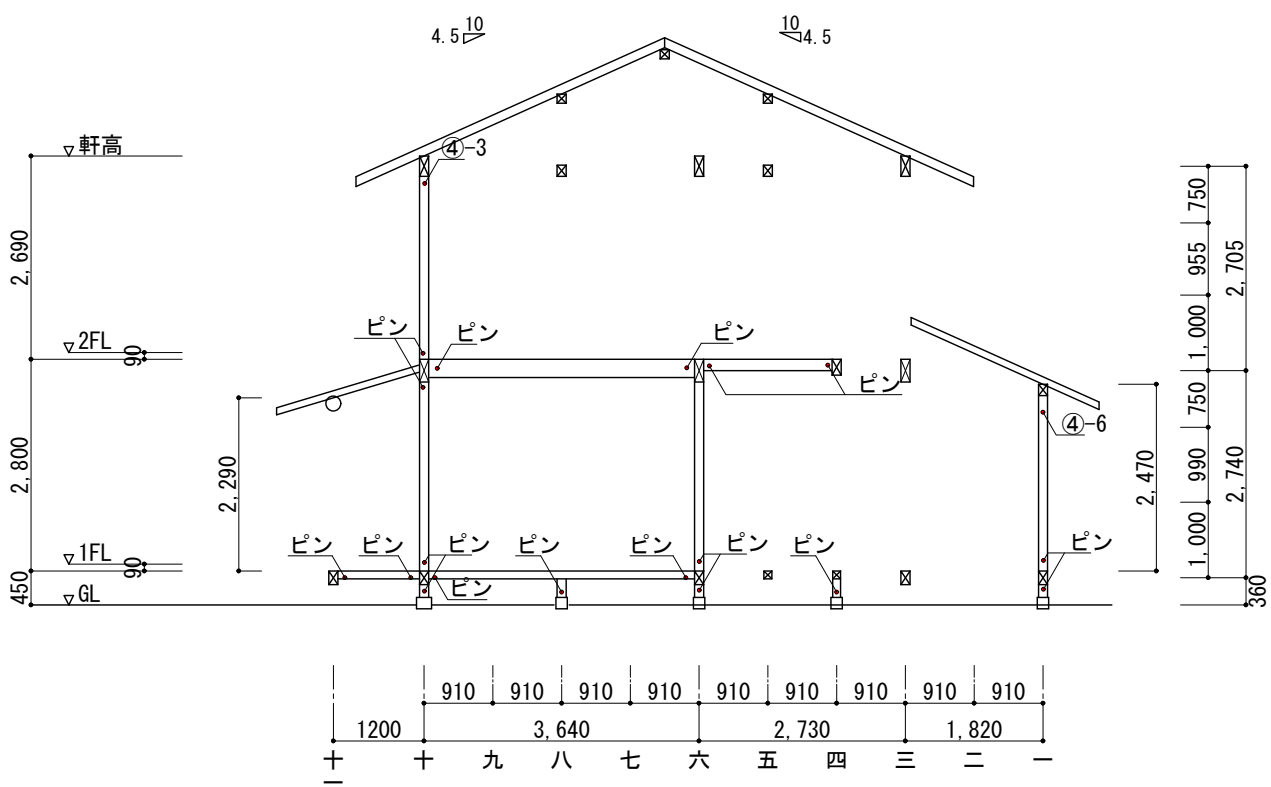 10
4.5
10
4.5
軒高
④-3
750
2,690
955
2,705
1,000
2FL
90
ピン
ピン
ピン
ピン
750
④-6
2,800
2,290
2,470
990
2,740
1,000
1FL
90
ピン
ピン
ピン
ピン
ピン
ピン
ピン
ピン
ピン
450
GL
360
910
910
910
910
910
910
910
910
910
1200
3,640
2,730
1,820
十一
十
九
八
七
六
五
四
三
二
一